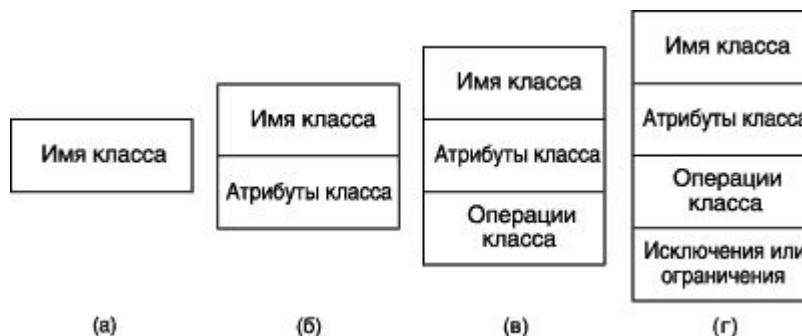 Имя класса
(а)
Имя класса
Атрибуты класса
(б)
Имя класса
Атрибуты класса
Операции
класса
(в)
Имя класса
Атрибуты класса
Операции
класса
Исключения или
ограничения
(г)